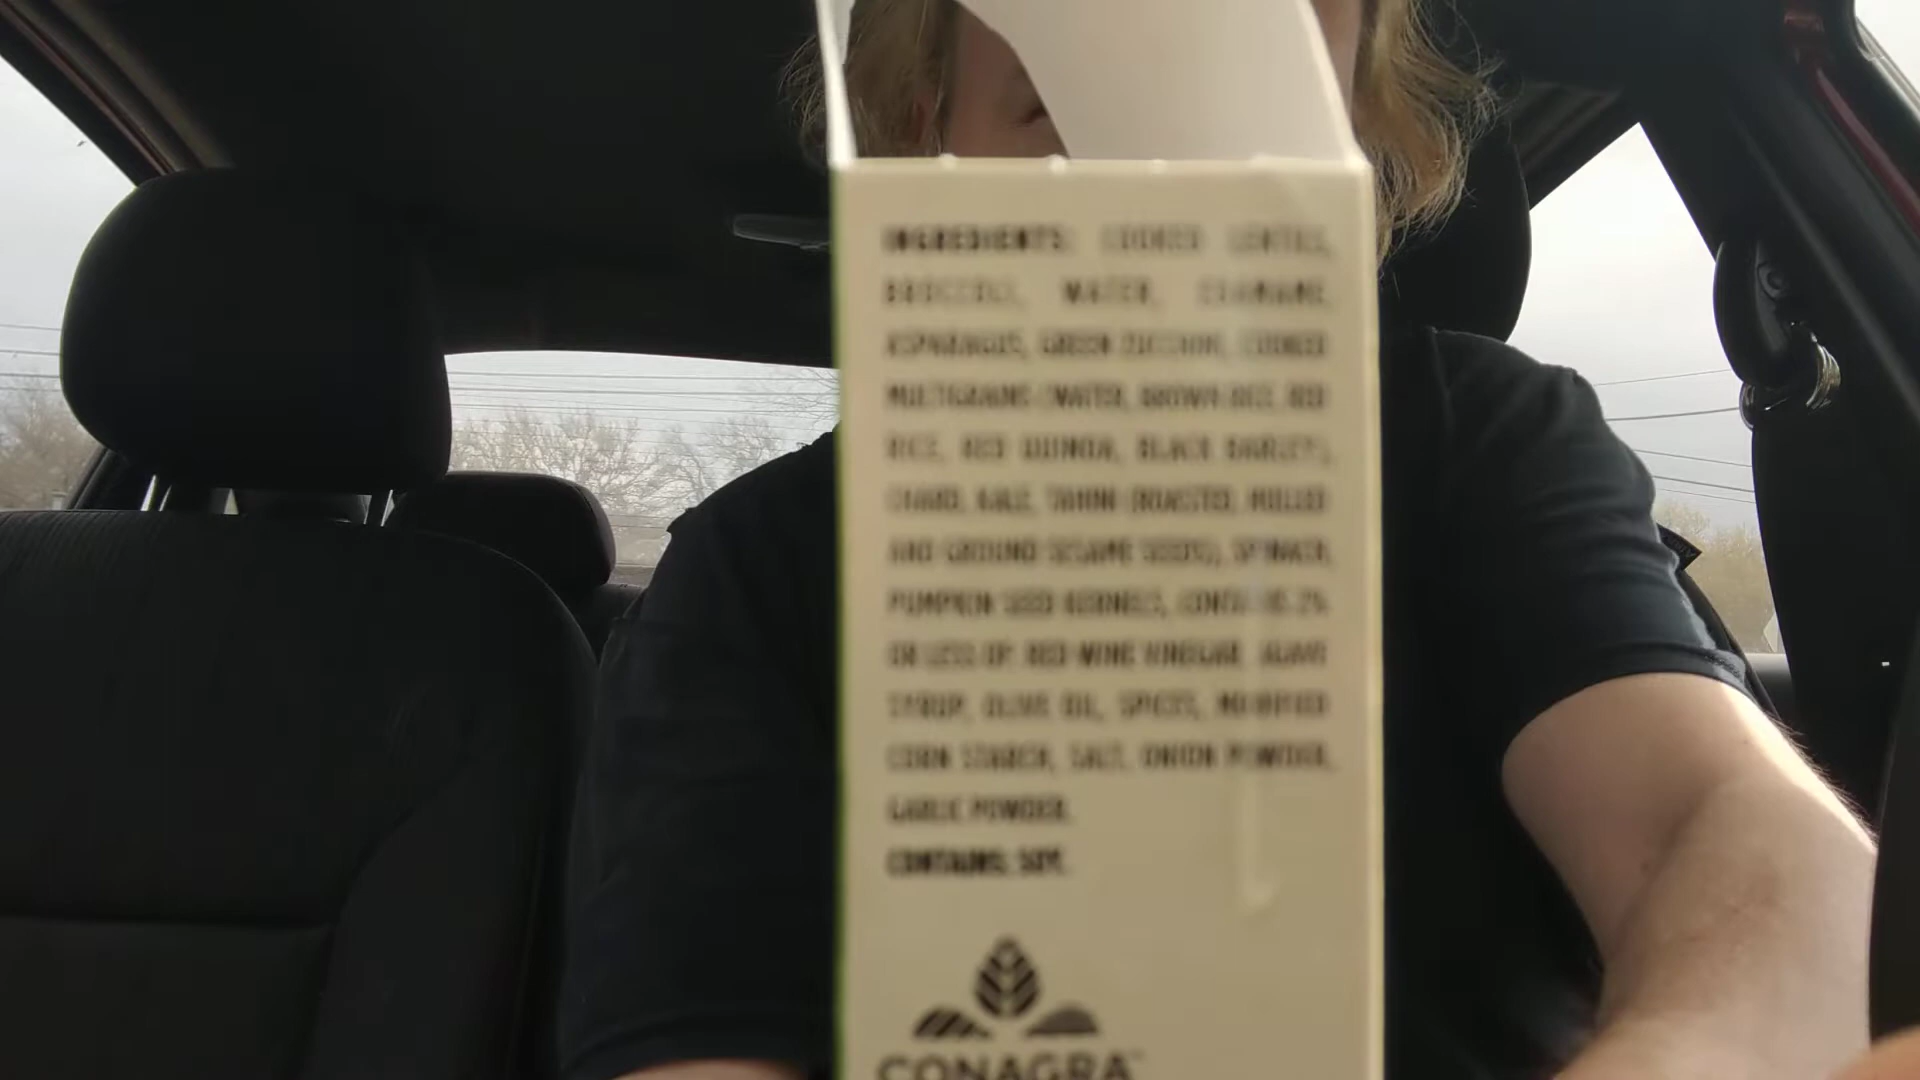 INGREDIENTS: COOKED LENTILS,
BROCCOLI, WATER, EDAMAME,
ASPARAGUS, GREEN ZUCCHINI, COOKED
MULTIGRAINS (WATER, BROWN RICE, RED
RICE, RED QUINOA, BLACK BARLEY),
CHARD, KALE, TAHINI (ROASTED, HULLED
AND GROUND SESAME SEEDS), SPINACH,
PUMPKIN SEED KERNELS, CONTAINS 2%
OR LESS OF: RED WINE VINEGAR, AGAVE
SYRUP, OLIVE OIL, SPICES, MODIFIED
CORN STARCH, SALT, ONION POWDER,
GARLIC POWDER.
CONTAINS: SOY.
CONAGRA™